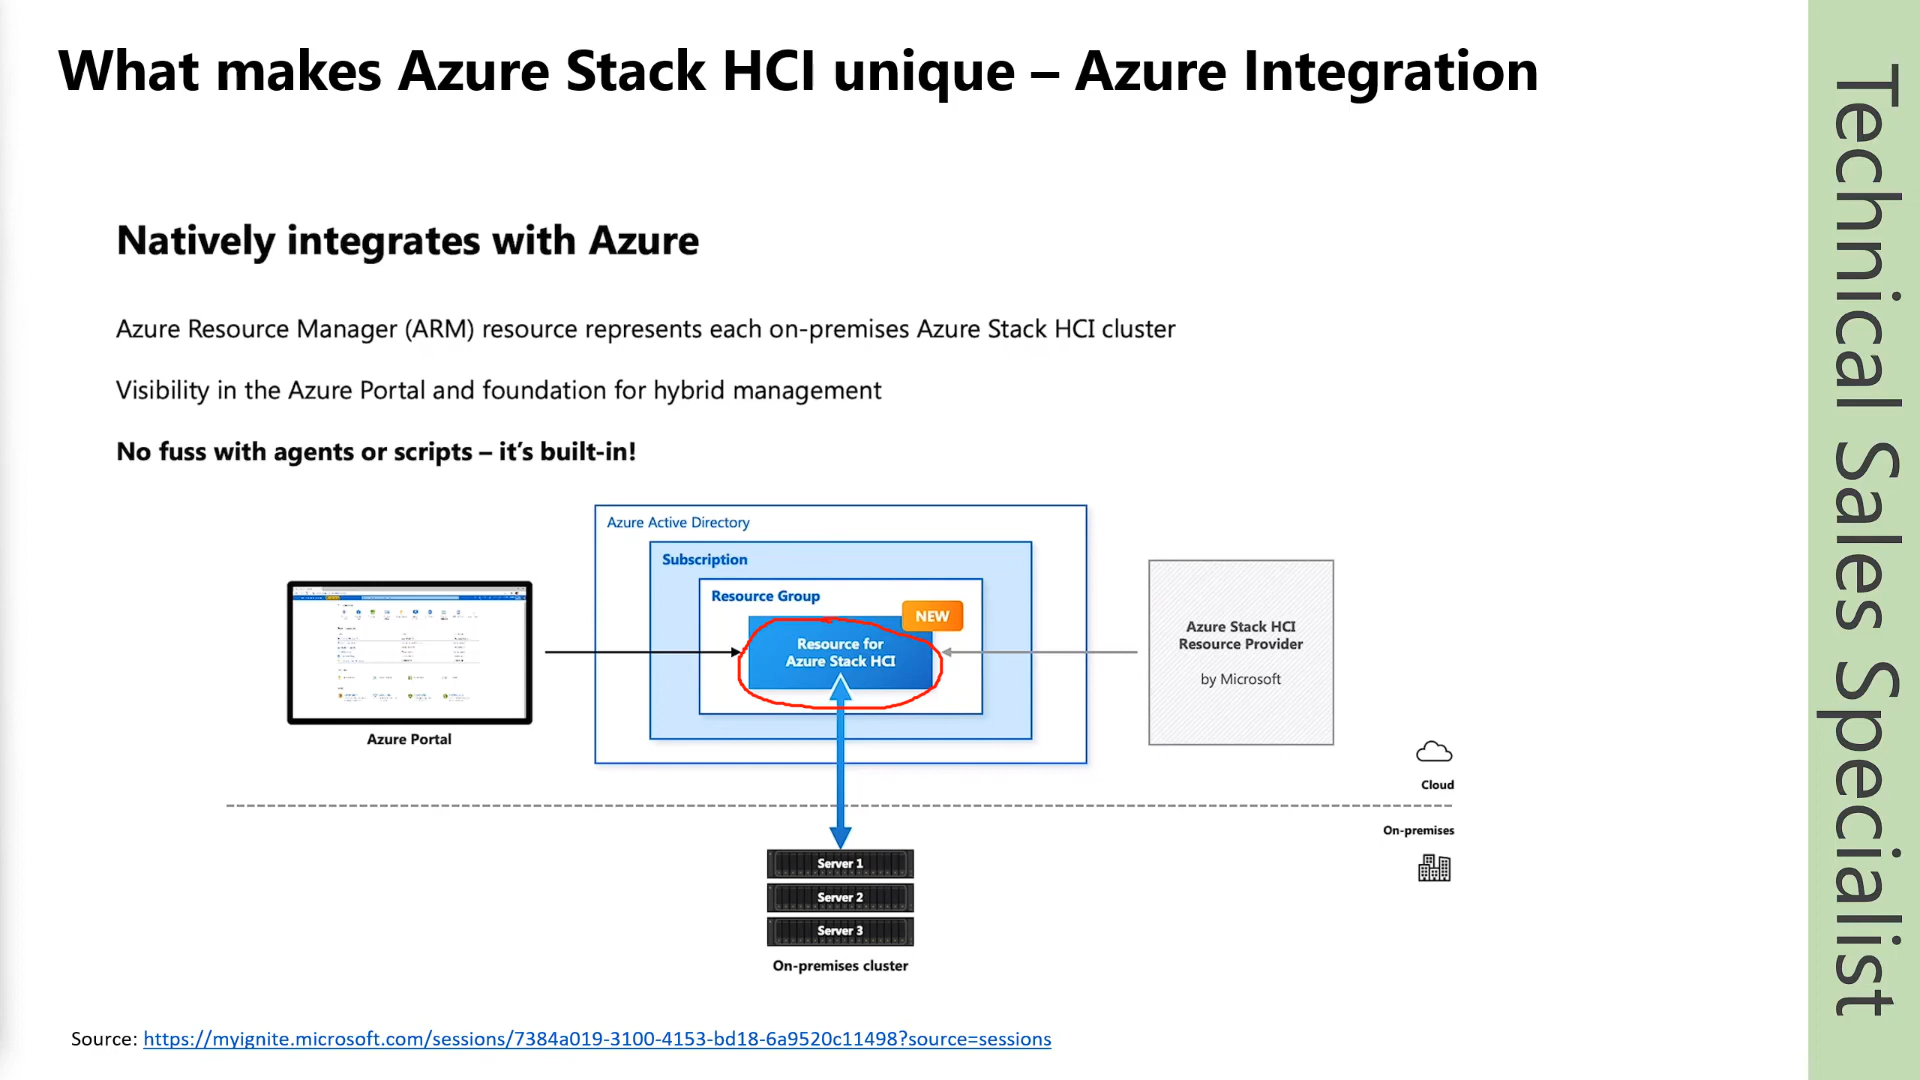 What makes Azure Stack HCI unique – Azure Integration
Natively integrates with Azure
Azure Resource Manager (ARM) resource represents each on-premises Azure Stack HCI cluster
Visibility in the Azure Portal and foundation for hybrid management
No fuss with agents or scripts – it's built-in!
Azure Active Directory
Subscription
Resource Group
NEW
Resource for
Azure Stack HCI
Azure Portal
Azure Stack HCI
Resource Provider
by Microsoft
Cloud
On-premises
Server 1
Server 2
Server 3
On-premises cluster
Source: https://myignite.microsoft.com/sessions/7384a019-3100-4153-bd18-6a9520c11498?source=sessions
Technical Sales Specialist